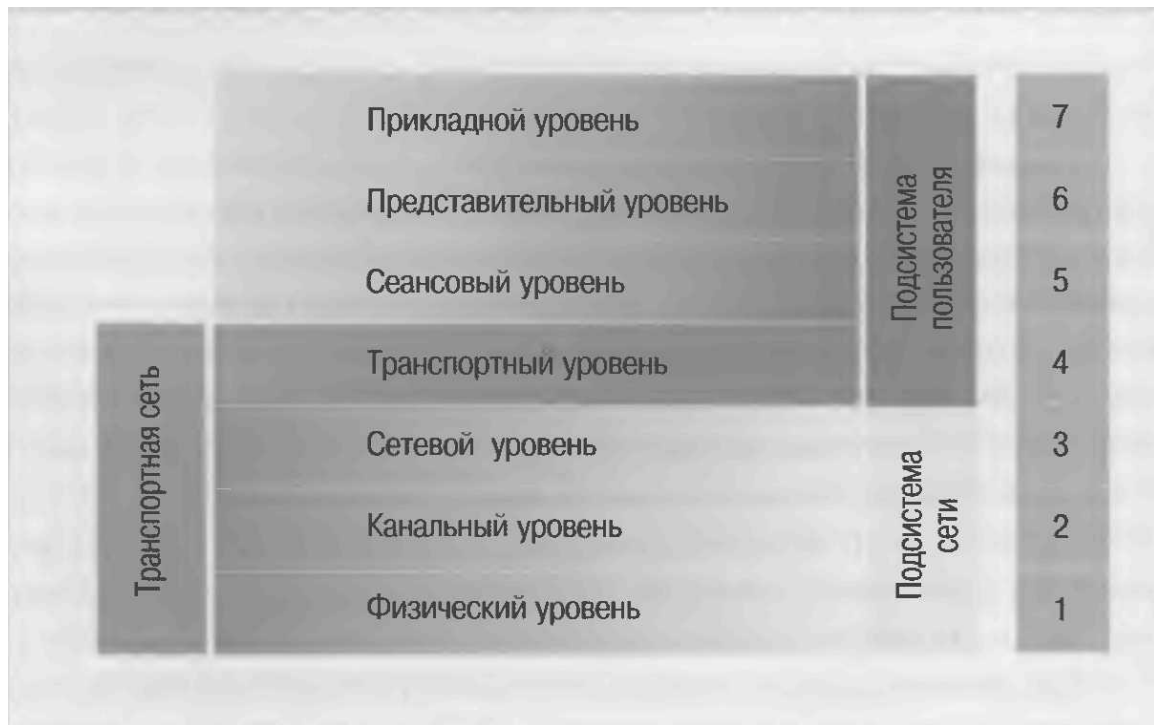 Прикладной уровень
7
Представительный уровень
6
Сеансовый уровень
5
Подсистема
пользователя
Транспортный уровень
4
Транспортная сеть
Сетевой уровень
3
Канальный уровень
2
Подсистема
сети
Физический уровень
1